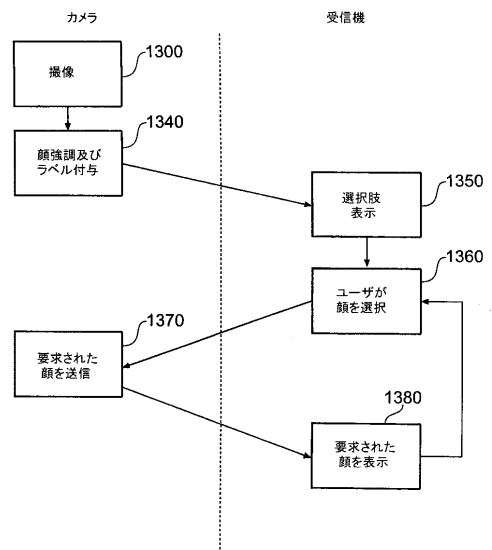 カメラ
受信機
撮像
1300
顔強調及び
ラベル付与
1340
選択肢
表示
1350
ユーザが
顔を選択
1360
要求された
顔を送信
1370
要求された
顔を表示
1380